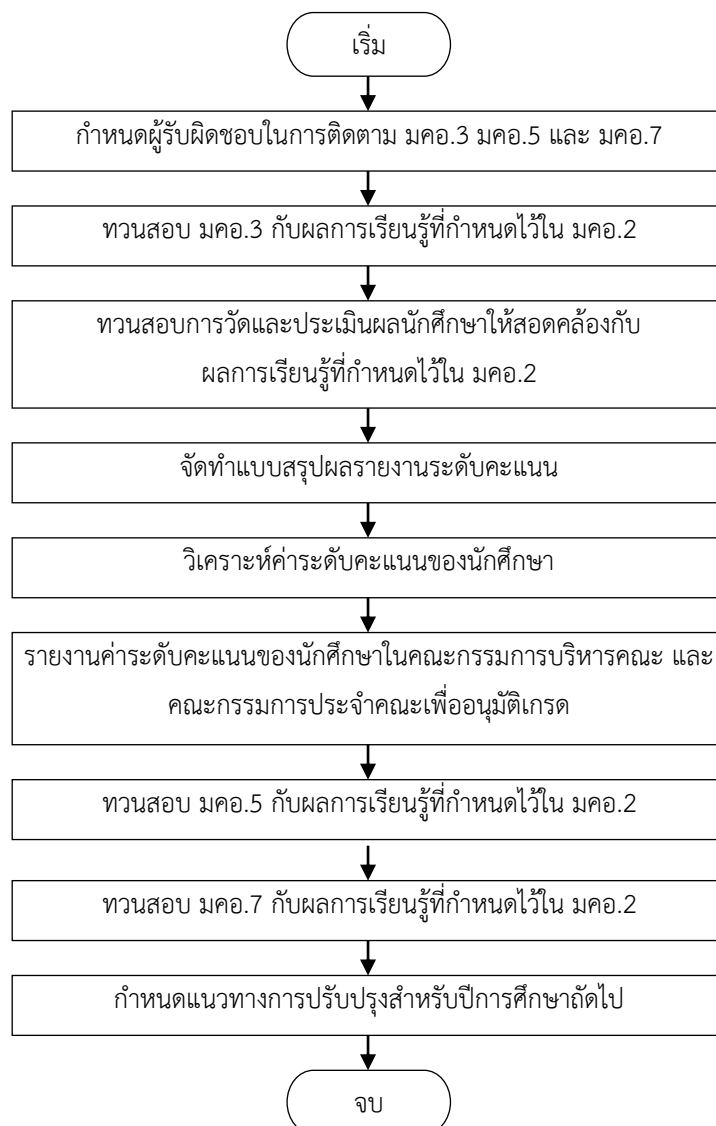 เริ่ม
กำหนดผู้รับผิดชอบในการติดตาม มคอ.3 มคอ.5 และ มคอ.7
ทวนสอบ มคอ.3 กับผลการเรียนรู้ที่กำหนดไว้ใน มคอ.2
ทวนสอบการวัดและประเมินผลนักศึกษาให้สอดคล้องกับ
ผลการเรียนรู้ที่กำหนดไว้ใน มคอ.2
จัดทำแบบสรุปผลรายงานระดับคะแนน
วิเคราะห์ค่าระดับคะแนนของนักศึกษา
รายงานค่าระดับคะแนนของนักศึกษาในคณะกรรมการบริหารคณะ และ
คณะกรรมการประจำคณะเพื่ออนุมัติเกรด
ทวนสอบ มคอ.5 กับผลการเรียนรู้ที่กำหนดไว้ใน มคอ.2
ทวนสอบ มคอ.7 กับผลการเรียนรู้ที่กำหนดไว้ใน มคอ.2
กำหนดแนวทางการปรับปรุงสำหรับปีการศึกษาถัดไป
จบ